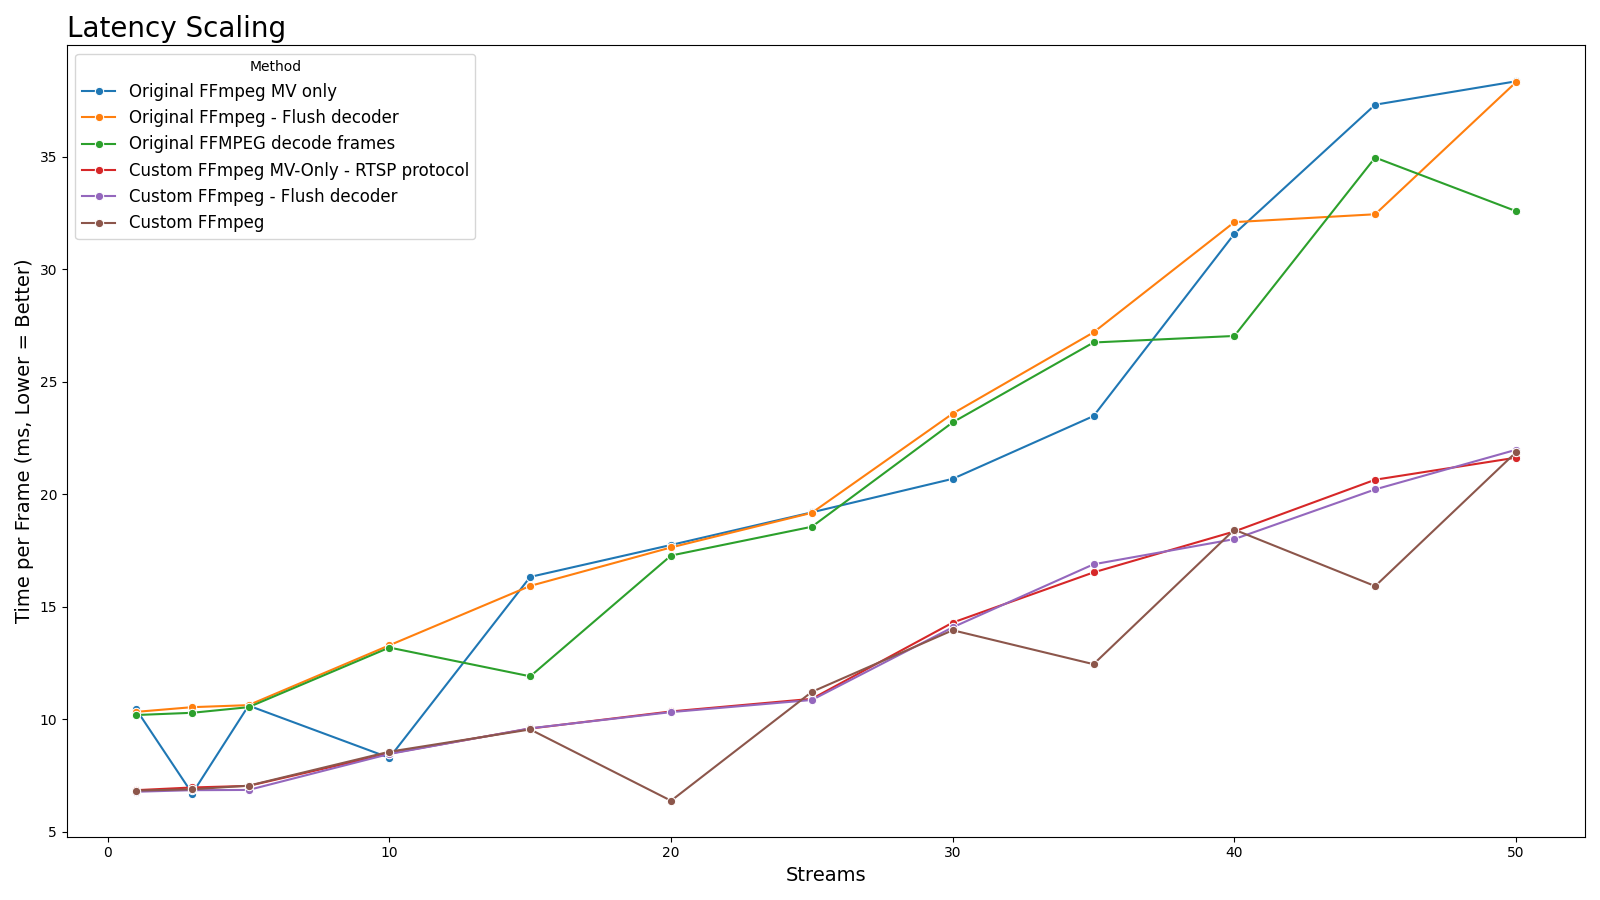 Latency Scaling
Method
Original FFmpeg MV only
Original FFmpeg - Flush decoder
Original FFMPEG decode frames
Custom FFmpeg MV-Only - RTSP protocol
Custom FFmpeg - Flush decoder
Custom FFmpeg
Time per Frame (ms, Lower = Better)
35
30
25
20
15
10
5
0
10
20
30
40
50
Streams